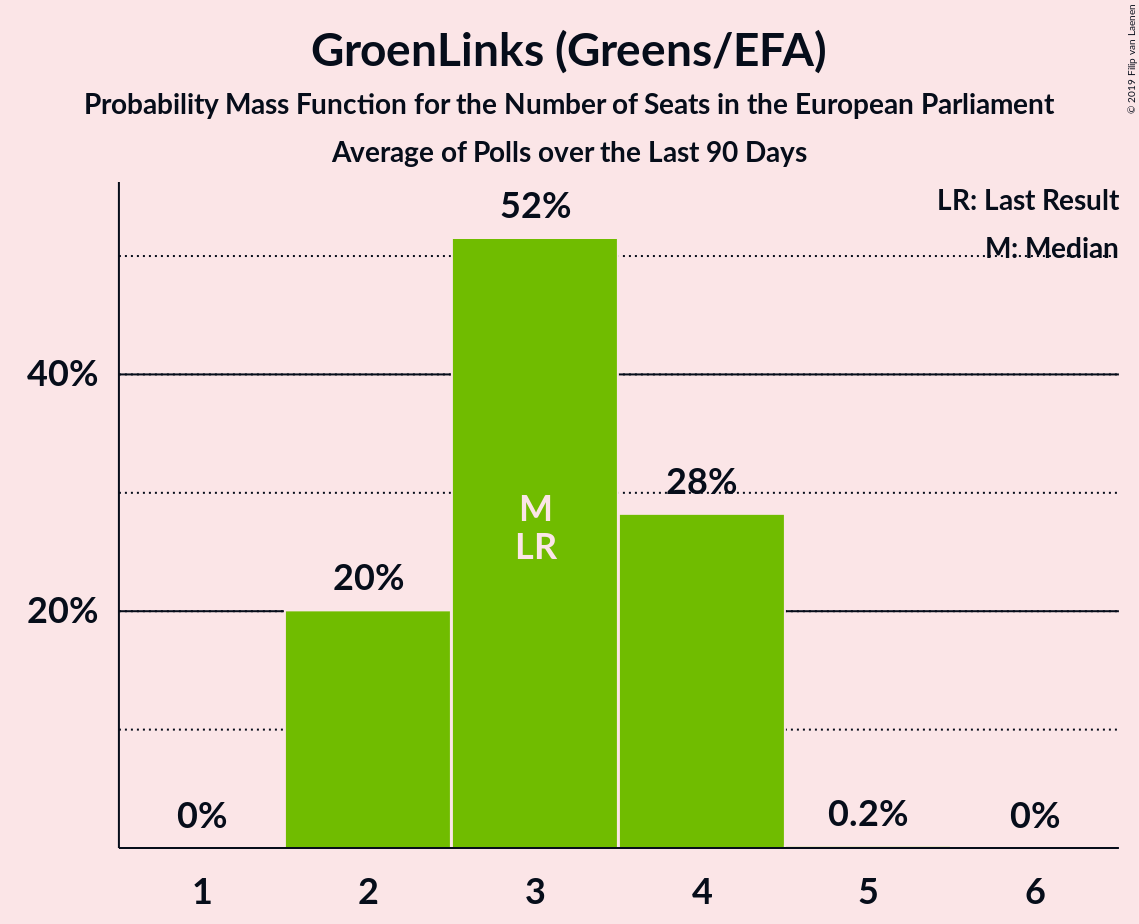 GroenLinks (Greens/EFA)
Probability Mass Function for the Number of Seats in the European Parliament
Average of Polls over the Last 90 Days
© 2019 Filip van Laenen
LR: Last Result
M: Median
52%
40%
28%
M
LR
20%
20%
0%
0.2%
0%
1 2 3 4 5 6